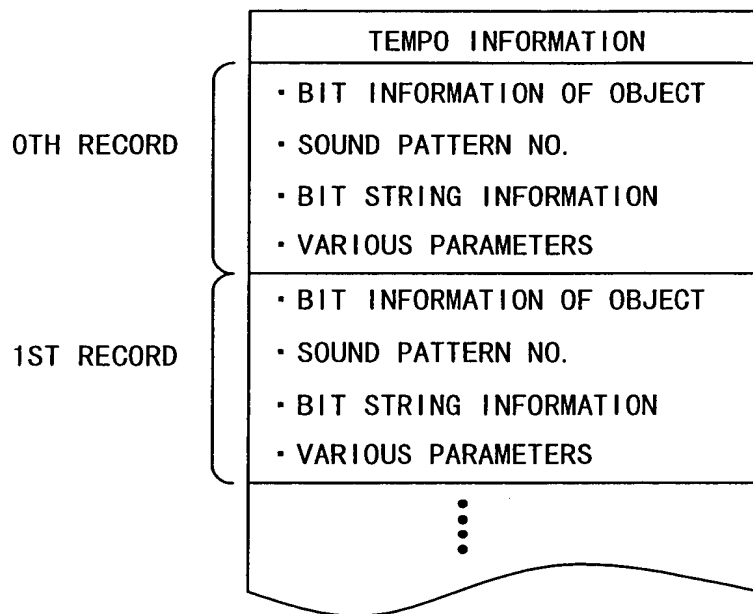 TEMPO INFORMATION
0TH RECORD
・BIT INFORMATION OF OBJECT
・SOUND PATTERN NO.
・BIT STRING INFORMATION
・VARIOUS PARAMETERS
1ST RECORD
・BIT INFORMATION OF OBJECT
・SOUND PATTERN NO.
・BIT STRING INFORMATION
・VARIOUS PARAMETERS